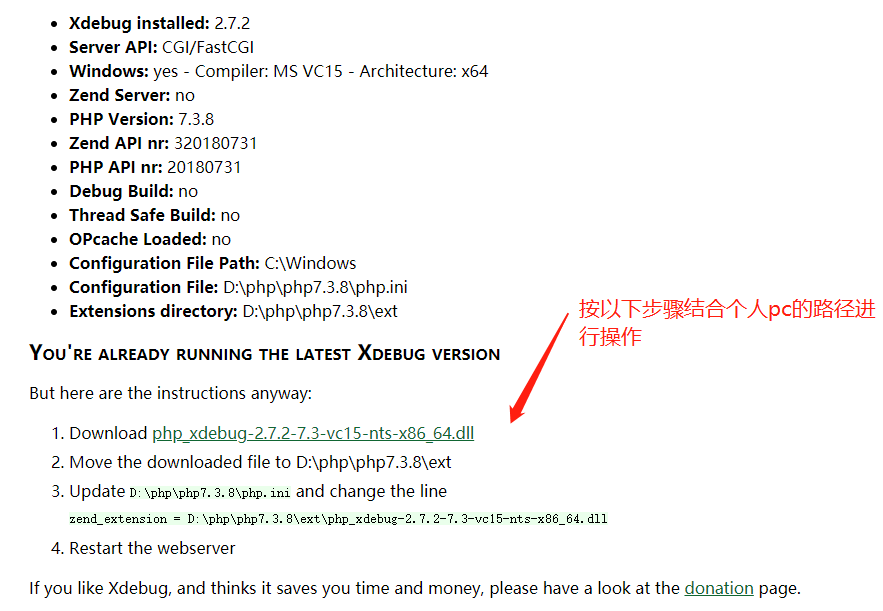 Xdebug installed: 2.7.2
Server API: CGI/FastCGI
Windows: yes - Compiler: MS VC15 - Architecture: x64
Zend Server: no
PHP Version: 7.3.8
Zend API nr: 320180731
PHP API nr: 20180731
Debug Build: no
Thread Safe Build: no
OPcache Loaded: no
Configuration File Path: C:\Windows
Configuration File: D:\php\php7.3.8\php.ini
Extensions directory: D:\php\php7.3.8\ext
按以下步骤结合个人pc的路径进
行操作
You're already running the latest Xdebug version
But here are the instructions anyway:
1. Download php_xdebug-2.7.2-7.3-vc15-nts-x86_64.dll
2. Move the downloaded file to D:\php\php7.3.8\ext
3. Update D:\php\php7.3.8\php.ini and change the line
zend_extension = D:\php\php7.3.8\ext\php_xdebug-2.7.2-7.3-vc15-nts-x86_64.dll
4. Restart the webserver
If you like Xdebug, and thinks it saves you time and money, please have a look at the donation page.